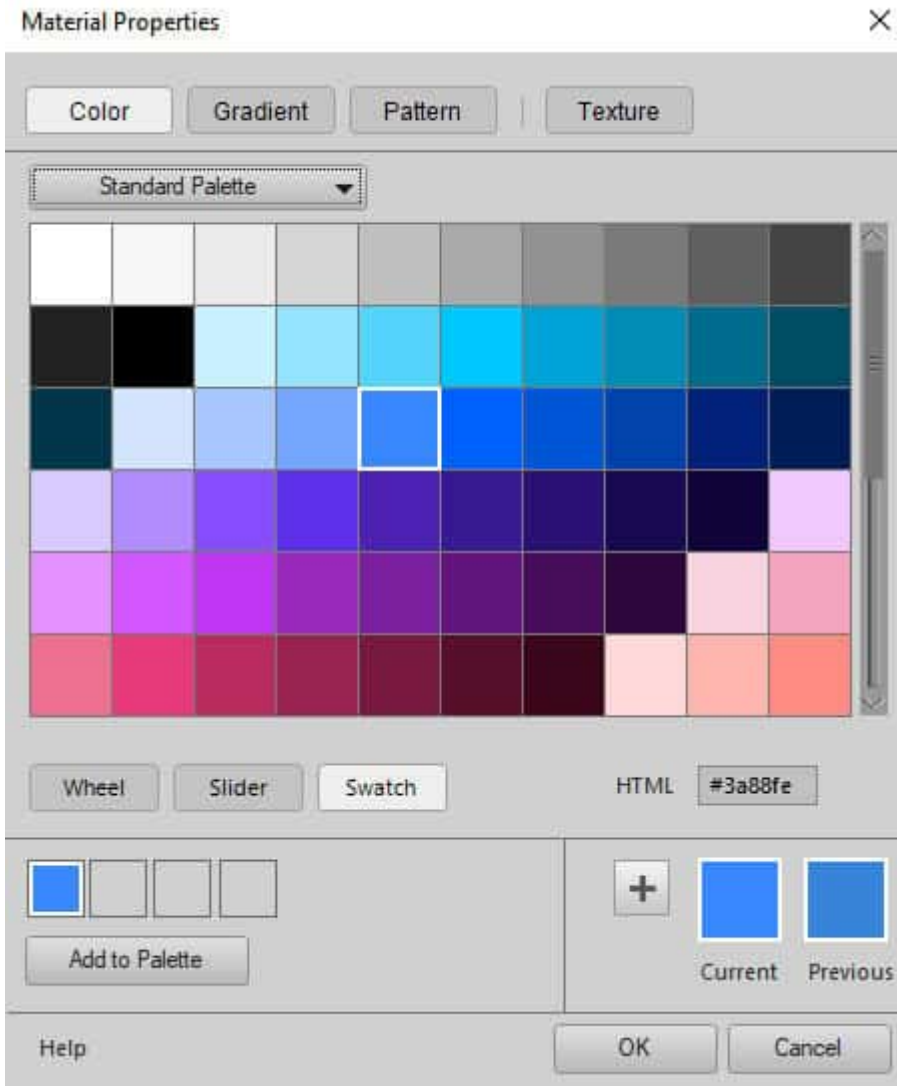 Material Properties
Color Gradient Pattern Texture
Standard Palette
Wheel Slider Swatch HTML #3a88fe
Add to Palette
Current Previous
Help OK Cancel